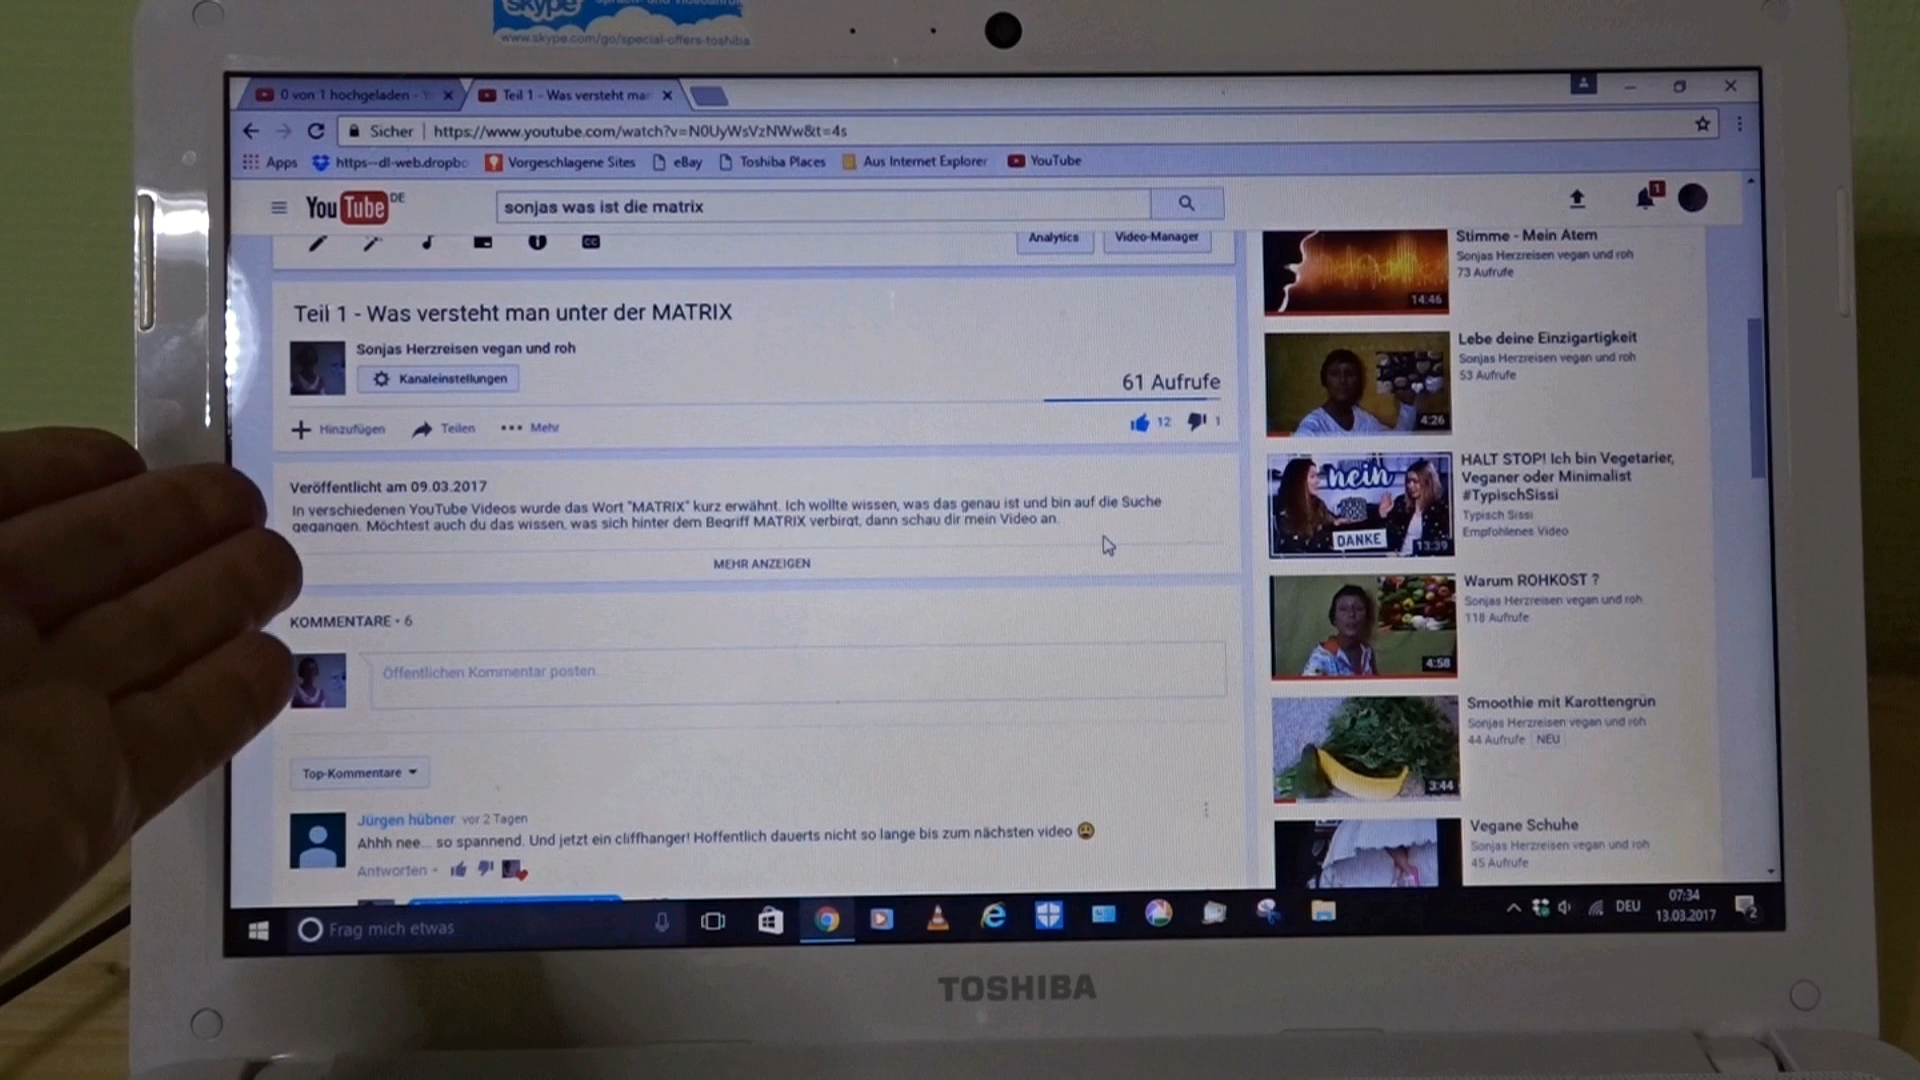 skype
www.skype.com/go/special-offers-toshiba
0 von 1 hochgeladen - Y
Teil 1 - Was versteht ma
Sicher
https://www.youtube.com/watch?v=N0UyWsVzNWw&t=4s
Apps
https--dl-web.dropbo
Vorgeschlagene Sites
eBay
Toshiba Places
Aus Internet Explorer
YouTube
YouTube DE
sonjas was ist die matrix
1
CC
Analytics
Video-Manager
Teil 1 - Was versteht man unter der MATRIX
Sonjas Herzreisen vegan und roh
Kanaleinstellungen
61 Aufrufe
Hinzufügen
Teilen
Mehr
12
1
Veröffentlicht am 09.03.2017
In verschiedenen YouTube Videos wurde das Wort "MATRIX" kurz erwähnt. Ich wollte wissen, was das genau ist und bin auf die Suche
gegangen. Möchtest auch du das wissen, was sich hinter dem Begriff MATRIX verbirgt, dann schau dir mein Video an.
MEHR ANZEIGEN
KOMMENTARE • 6
Öffentlichen Kommentar posten...
Top-Kommentare
Jürgen hübner vor 2 Tagen
Ahhh nee... so spannend. Und jetzt ein cliffhanger! Hoffentlich dauerts nicht so lange bis zum nächsten video
Antworten •
14:46
Stimme - Mein Atem
Sonjas Herzreisen vegan und roh
73 Aufrufe
4:26
Lebe deine Einzigartigkeit
Sonjas Herzreisen vegan und roh
53 Aufrufe
nein
DANKE
13:39
HALT STOP! Ich bin Vegetarier,
Veganer oder Minimalist
#TypischSissi
Typisch Sissi
Empfohlenes Video
4:58
Warum ROHKOST ?
Sonjas Herzreisen vegan und roh
118 Aufrufe
3:44
Smoothie mit Karottengrün
Sonjas Herzreisen vegan und roh
44 Aufrufe NEU
Vegane Schuhe
Sonjas Herzreisen vegan und roh
45 Aufrufe
Frag mich etwas
DEU
07:34
13.03.2017
2
TOSHIBA